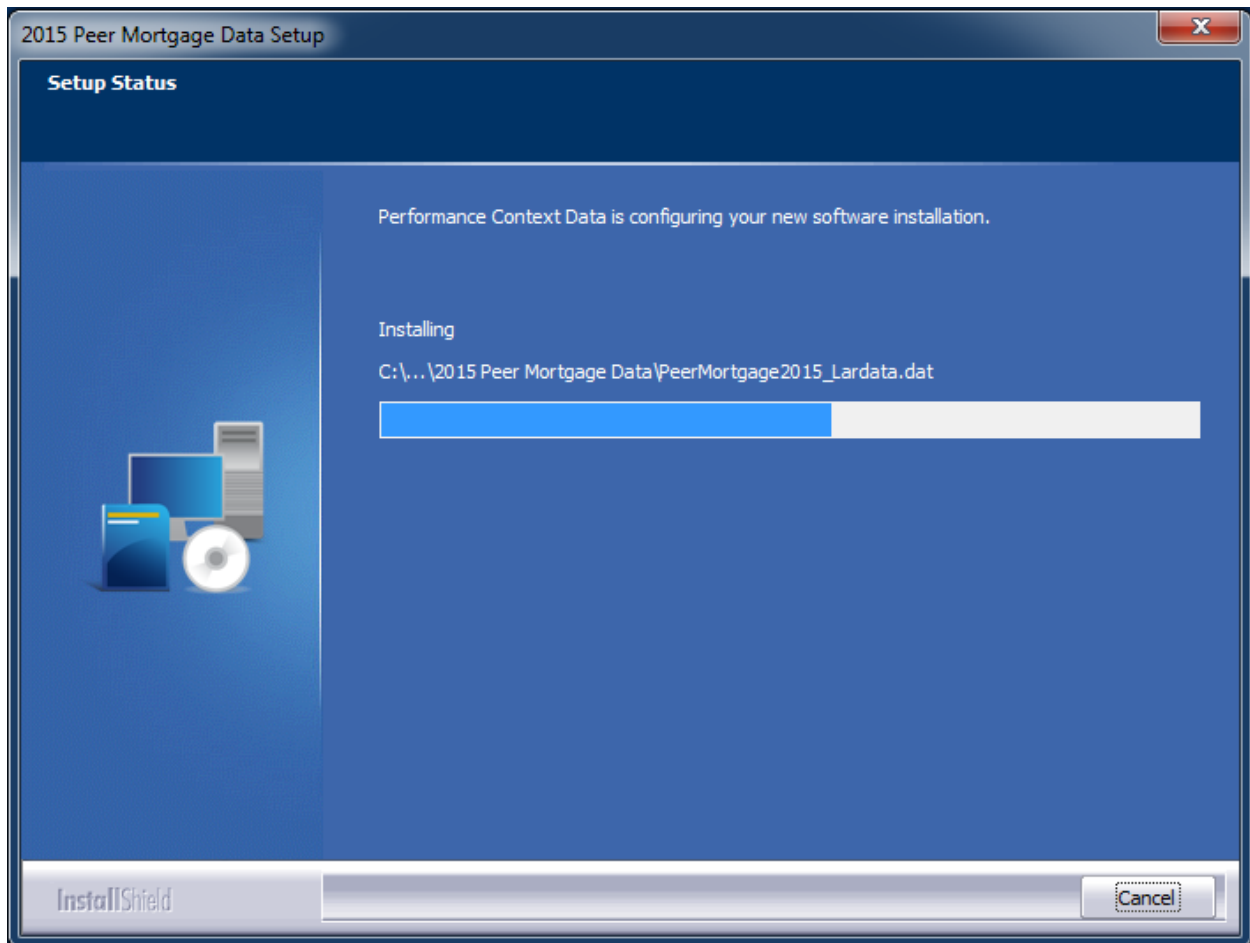 2015 Peer Mortgage Data Setup
Setup Status
Performance Context Data is configuring your new software installation.
Installing
C:\...\2015 Peer Mortgage Data\PeerMortgage2015_Lardata.dat
InstallShield
Cancel